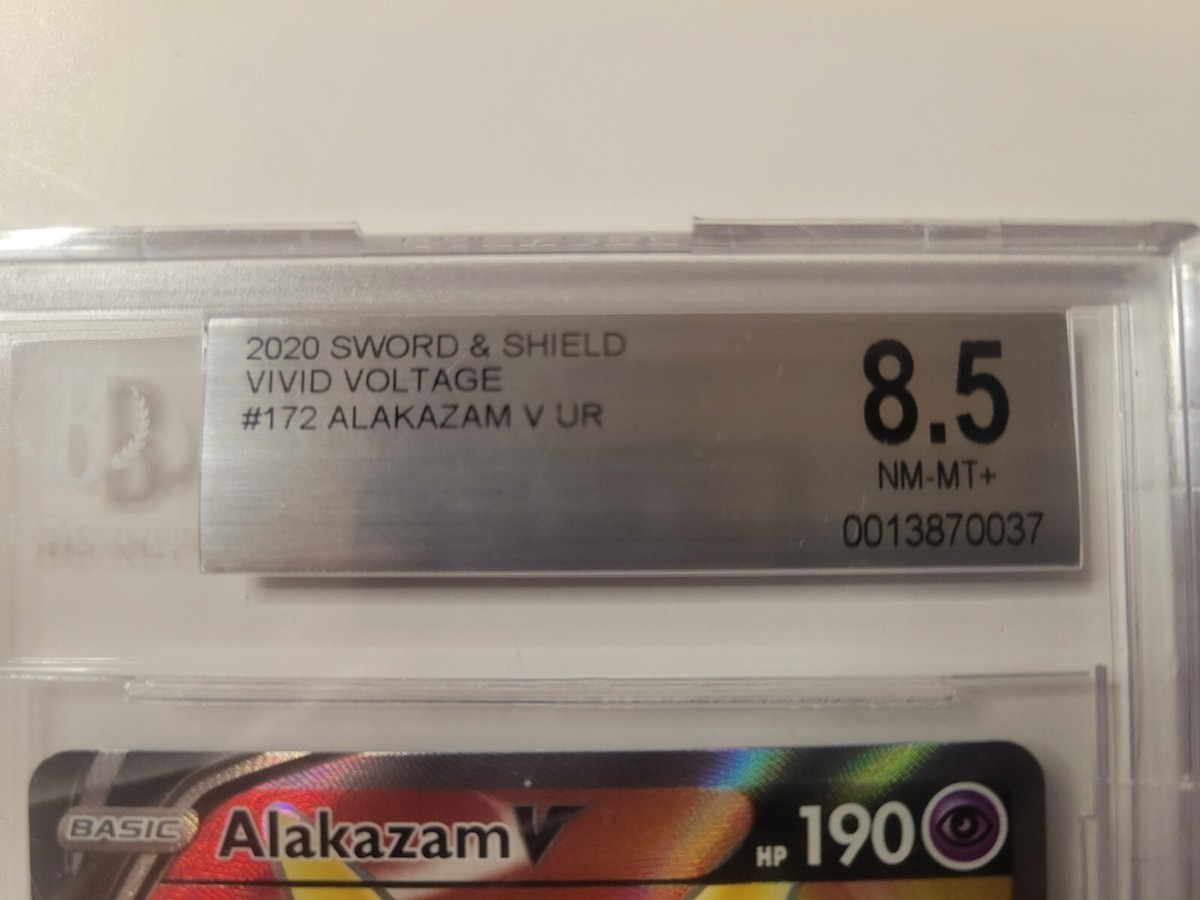 2020 SWORD & SHIELD
VIVID VOLTAGE
#172 ALAKAZAM V UR
8.5
NM-MT+
0013870037
BASIC Alakazam V HP 190